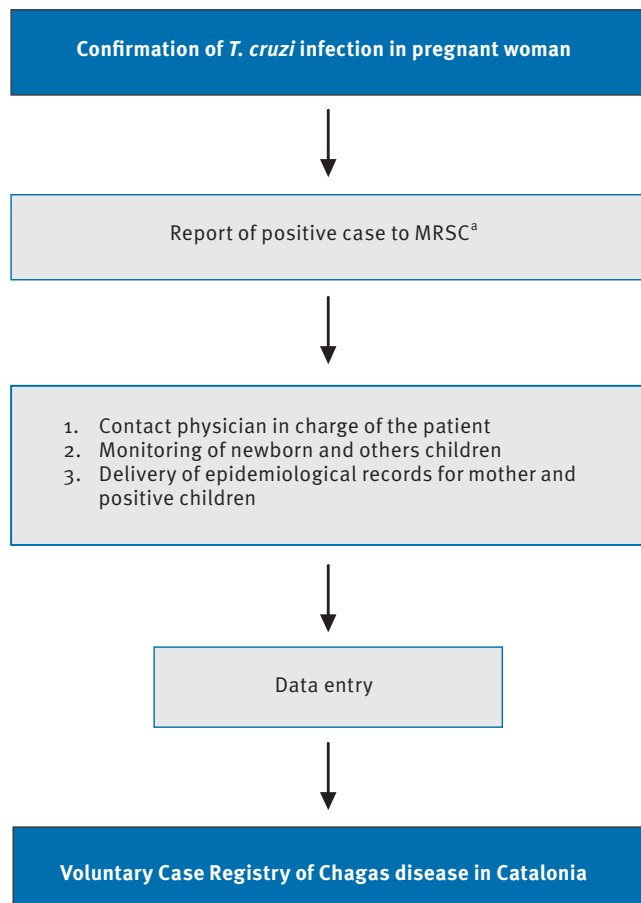 Confirmation of T. cruzi infection in pregnant woman
Report of positive case to MRSCa
1. Contact physician in charge of the patient
2. Monitoring of newborn and others children
3. Delivery of epidemiological records for mother and
positive children
Data entry
Voluntary Case Registry of Chagas disease in Catalonia